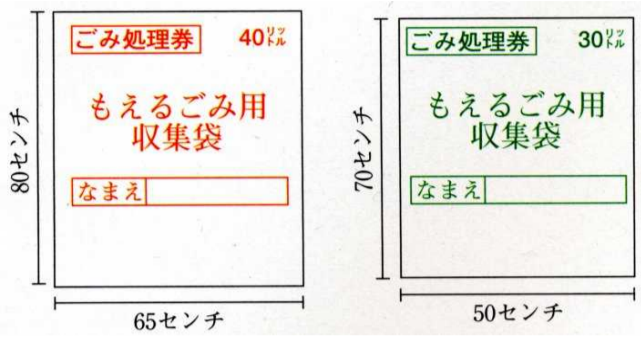 ごみ処理券 40リットル
もえるごみ用
収集袋
なまえ
80センチ
65センチ
ごみ処理券 30リットル
もえるごみ用
収集袋
なまえ
70センチ
50センチ